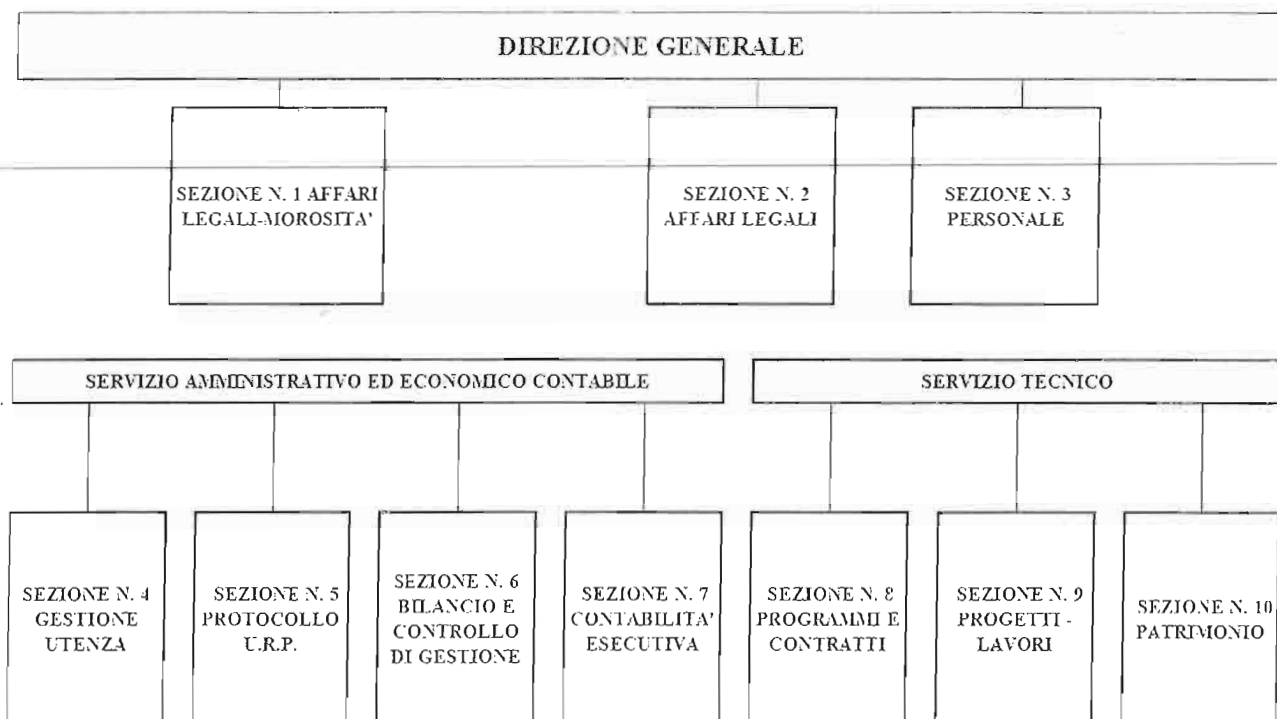 DIREZIONE GENERALE
SEZIONE N. 1 AFFARI
LEGALI-MOROSITA'
SEZIONE N. 2
AFFARI LEGALI
SEZIONE N. 3
PERSONALE
SERVIZIO AMMINISTRATIVO ED ECONOMICO CONTABILE
SERVIZIO TECNICO
SEZIONE N. 4
GESTIONE
UTENZA
SEZIONE N. 5
PROTOCOLLO
U.R.P.
SEZIONE N. 6
BILANCIO E
CONTROLLO
DI GESTIONE
SEZIONE N. 7
CONTABILITA'
ESECUTIVA
SEZIONE N. 8
PROGRAMMI E
CONTRATTI
SEZIONE N. 9
PROGETTI -
LAVORI
SEZIONE N. 10
PATRIMONIO